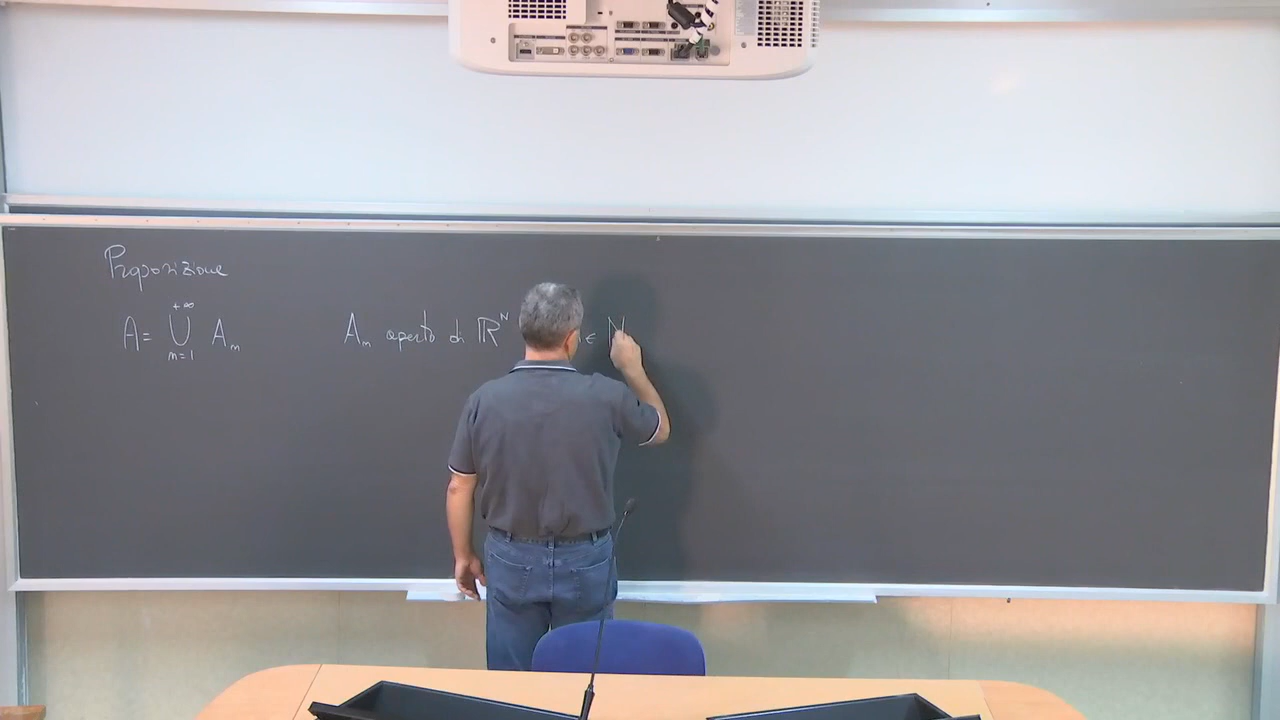 Proposizione
A = ⋃_{m=1}^{+∞} A_m    A_m aperto di ℝ^N ∈ N